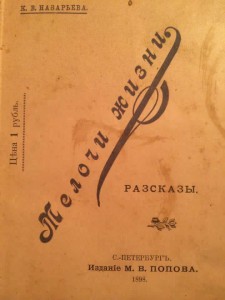 К. В. НАЗАРЬЕВА.
Мелочи жизни
Цѣна 1 рубль.
РАЗСКАЗЫ.
С.-ПЕТЕРБУРГЪ.
Изданіе М. В. ПОПОВА.
1898.